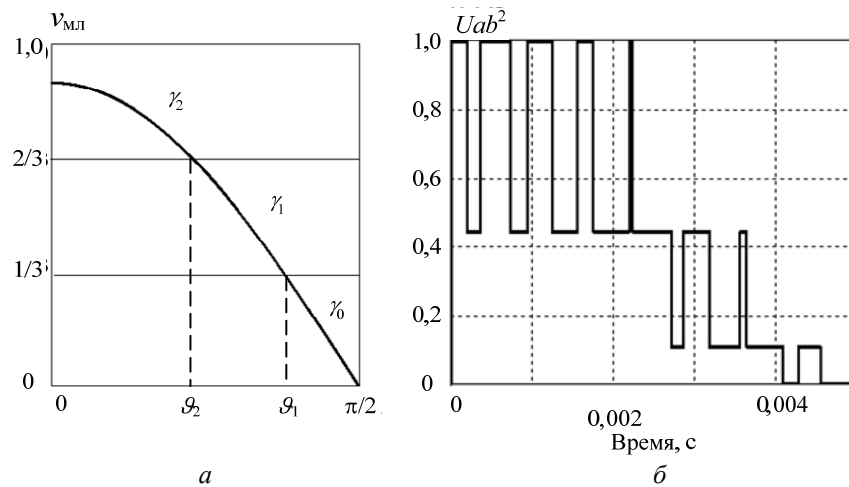 νмл
1,0
γ₂
2/3
γ₁
1/3
γ₀
0
0
ϑ₂
ϑ₁
π/2
а
Uab²
1,0
0,8
0,6
0,4
0,2
0
0
0,002
0,004
Время, с
б